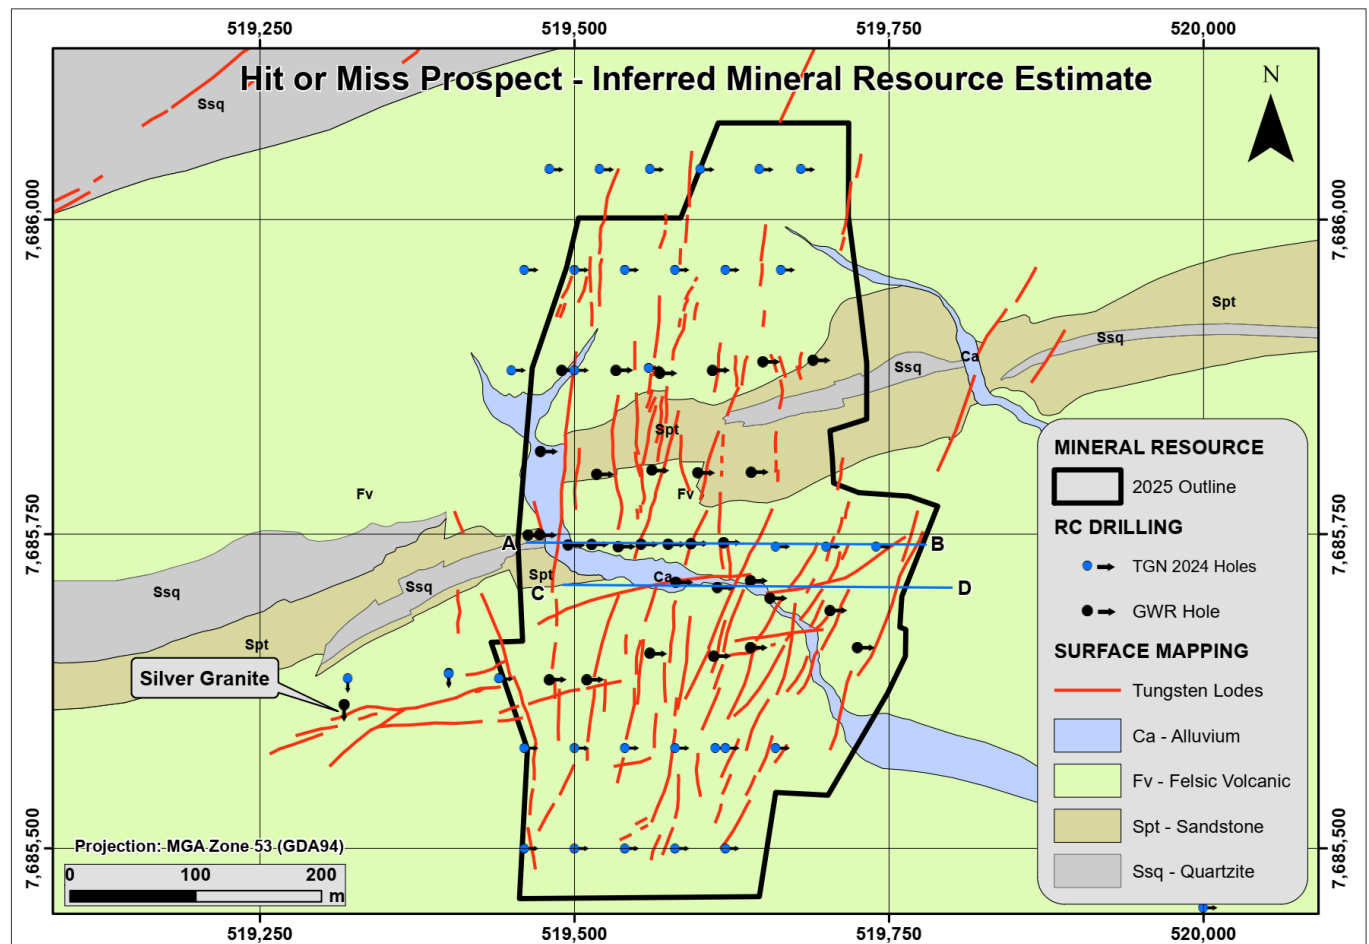 519,250
519,500
519,750
520,000
Hit or Miss Prospect - Inferred Mineral Resource Estimate
N
Ssq
7,686,000
7,686,000
Spt
Ssq
Ca
Ssq
Spt
Fv
Fv
7,685,750
7,685,750
A
B
Ca
Spt
C
D
Ssq
Ssq
Spt
Silver Granite
MINERAL RESOURCE
2025 Outline
RC DRILLING
TGN 2024 Holes
GWR Hole
SURFACE MAPPING
Tungsten Lodes
Ca - Alluvium
Fv - Felsic Volcanic
Spt - Sandstone
Ssq - Quartzite
7,685,500
7,685,500
Projection: MGA Zone 53 (GDA94)
0 100 200
m
519,250
519,500
519,750
520,000